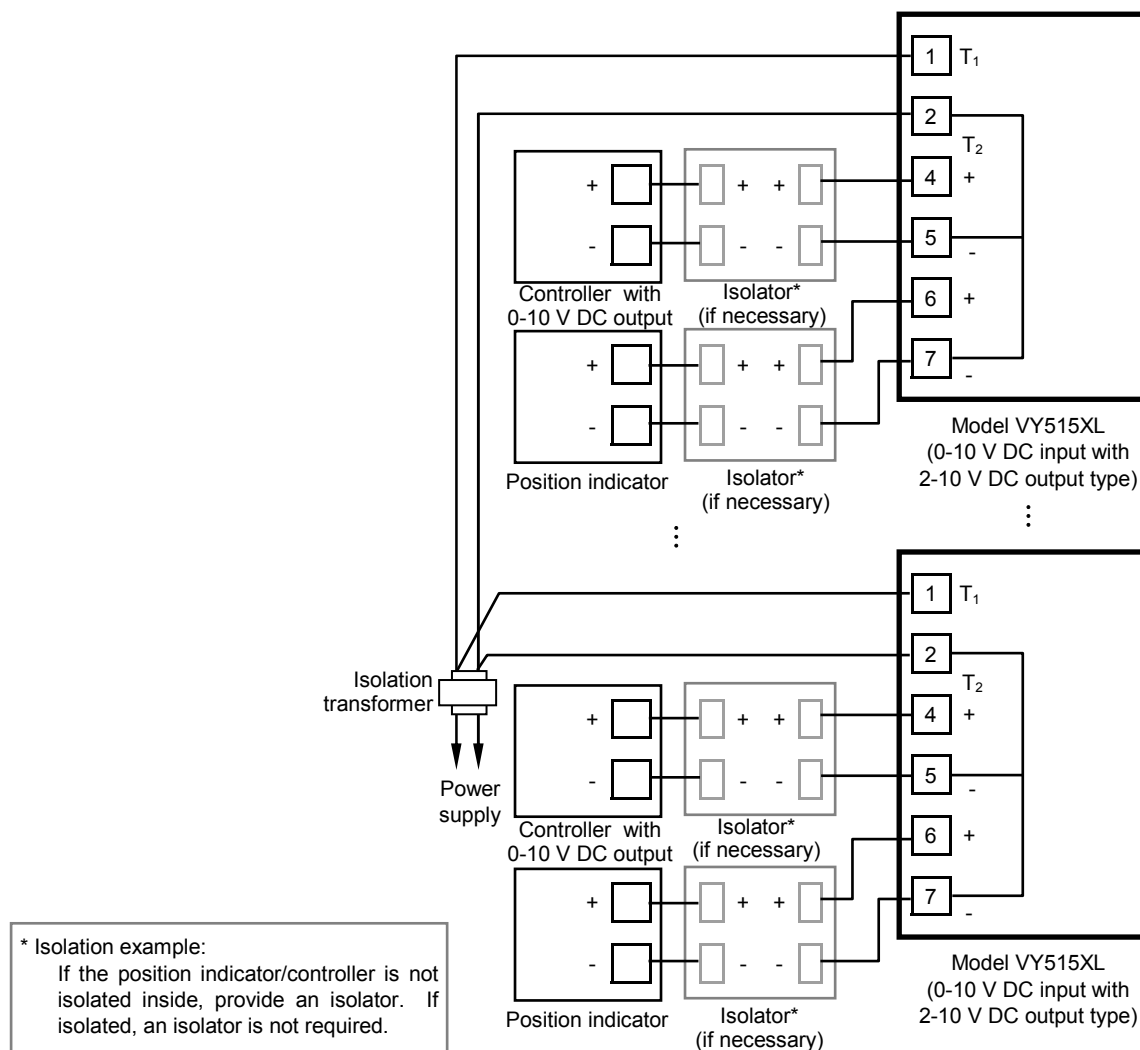 1 T₁
2
T₂
+ + + 4 +
- - - 5 -
Controller with
0-10 V DC output
Isolator*
(if necessary)
6 +
+ + +
7 -
- - -
Position indicator
Isolator*
(if necessary)
Model VY515XL
(0-10 V DC input with
2-10 V DC output type)
⋮
⋮
1 T₁
2
T₂
Isolation
transformer
+ + + 4 +
- - - 5 -
Power
supply
Controller with
0-10 V DC output
Isolator*
(if necessary)
6 +
+ + +
7 -
- - -
Position indicator
Isolator*
(if necessary)
Model VY515XL
(0-10 V DC input with
2-10 V DC output type)
* Isolation example:
If the position indicator/controller is not
isolated inside, provide an isolator. If
isolated, an isolator is not required.